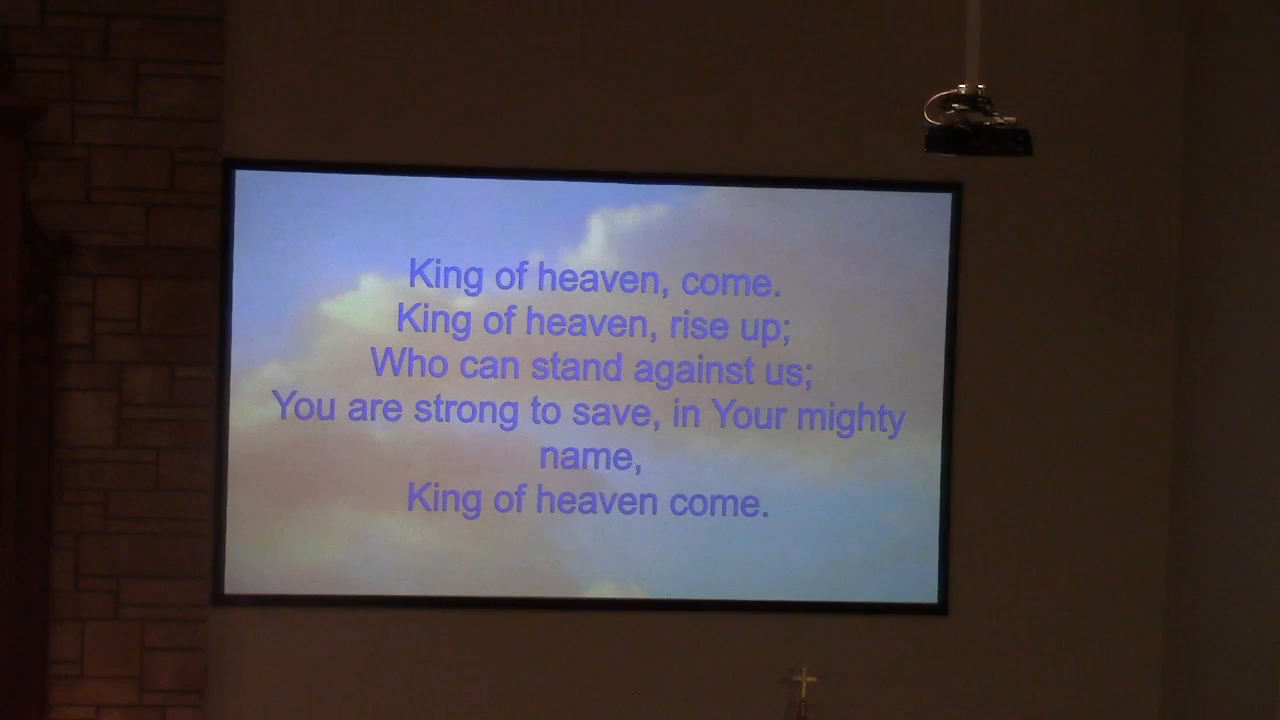 King of heaven, come.
King of heaven, rise up;
Who can stand against us;
You are strong to save, in Your mighty
name,
King of heaven come.